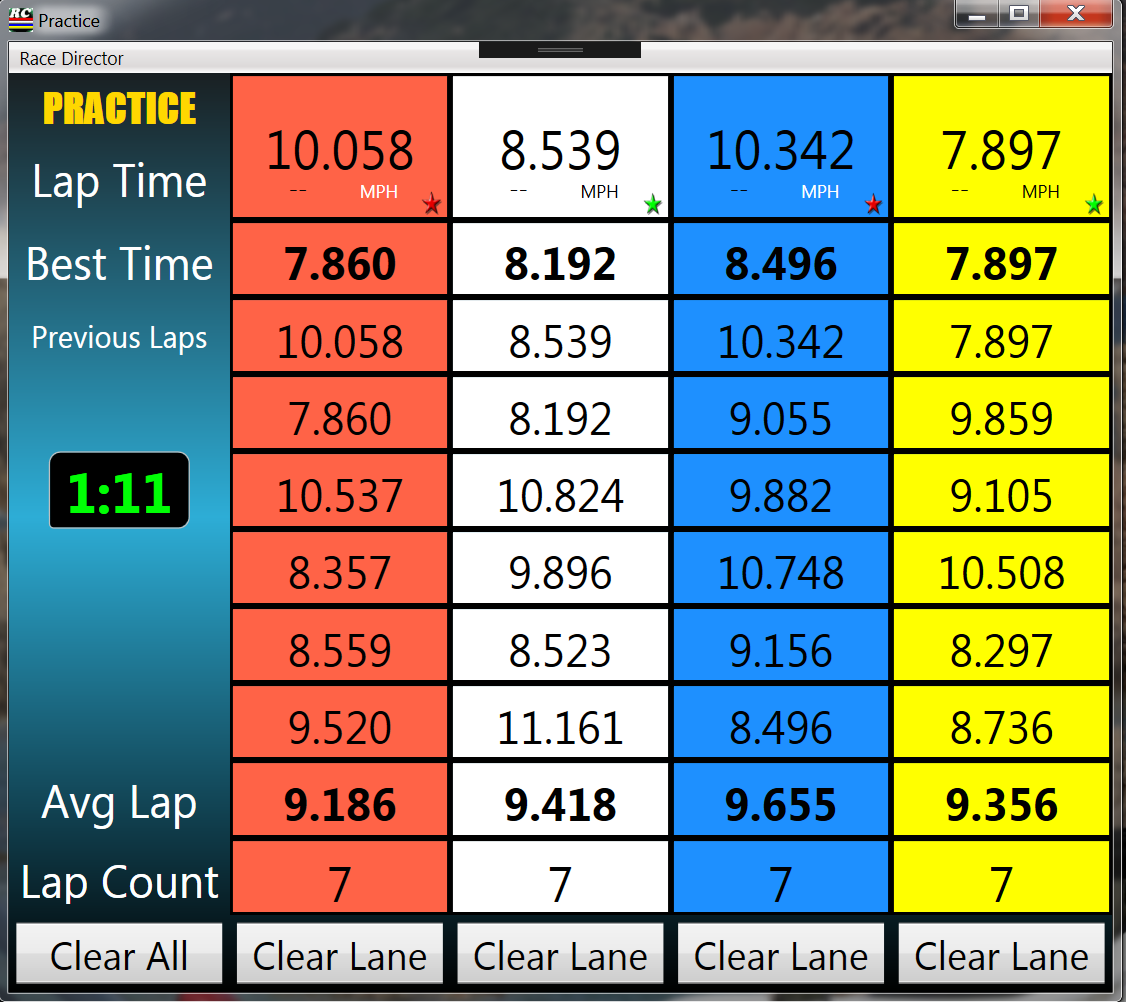 RC Practice
Race Director
PRACTICE
Lap Time 10.058 8.539 10.342 7.897
-- MPH -- MPH -- MPH -- MPH
Best Time 7.860 8.192 8.496 7.897
Previous Laps 10.058 8.539 10.342 7.897
7.860 8.192 9.055 9.859
1:11 10.537 10.824 9.882 9.105
8.357 9.896 10.748 10.508
8.559 8.523 9.156 8.297
9.520 11.161 8.496 8.736
Avg Lap 9.186 9.418 9.655 9.356
Lap Count 7 7 7 7
Clear All Clear Lane Clear Lane Clear Lane Clear Lane